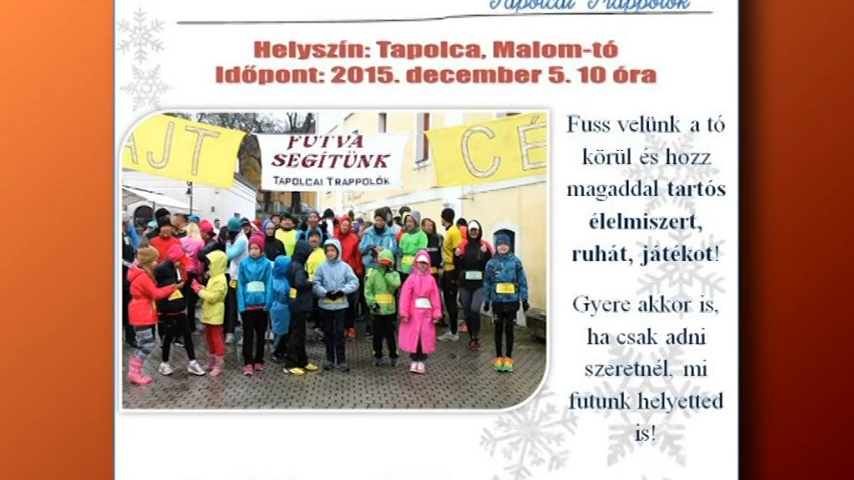 Tapolcai Trappolók
Helyszín: Tapolca, Malom-tó
Időpont: 2015. december 5. 10 óra
AJT
FUTVA
SEGÍTÜNK
TAPOLCAI TRAPPOLÓK
CÉ
Fuss velünk a tó
körül és hozz
magaddal tartós
élelmiszert,
ruhát, játékot!
Gyere akkor is,
ha csak adni
szeretnél, mi
futunk helyetted
is!